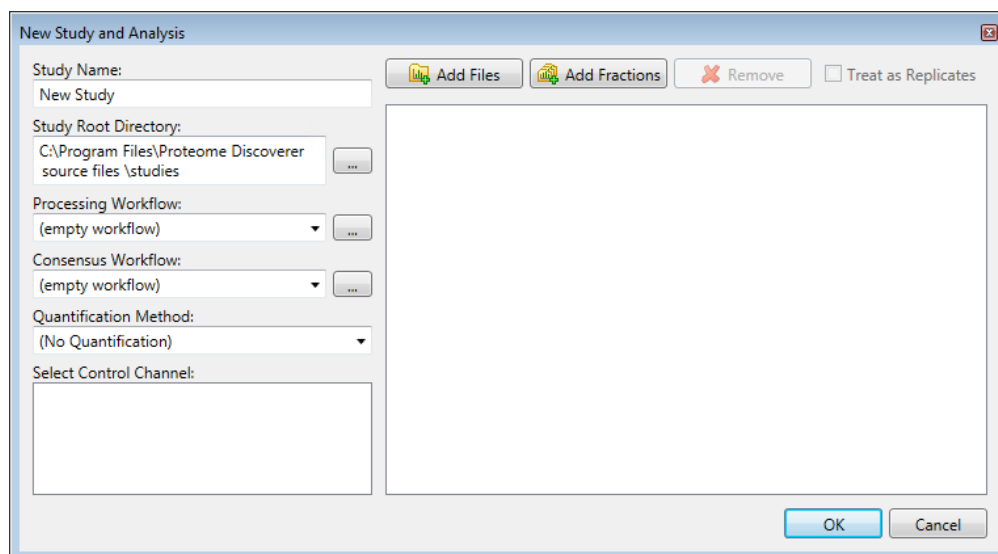 New Study and Analysis
Study Name:
New Study
Study Root Directory:
C:\Program Files\Proteome Discoverer
source files \studies
...
Processing Workflow:
(empty workflow)
...
Consensus Workflow:
(empty workflow)
...
Quantification Method:
(No Quantification)
Select Control Channel:
Add Files
Add Fractions
Remove
Treat as Replicates
OK
Cancel